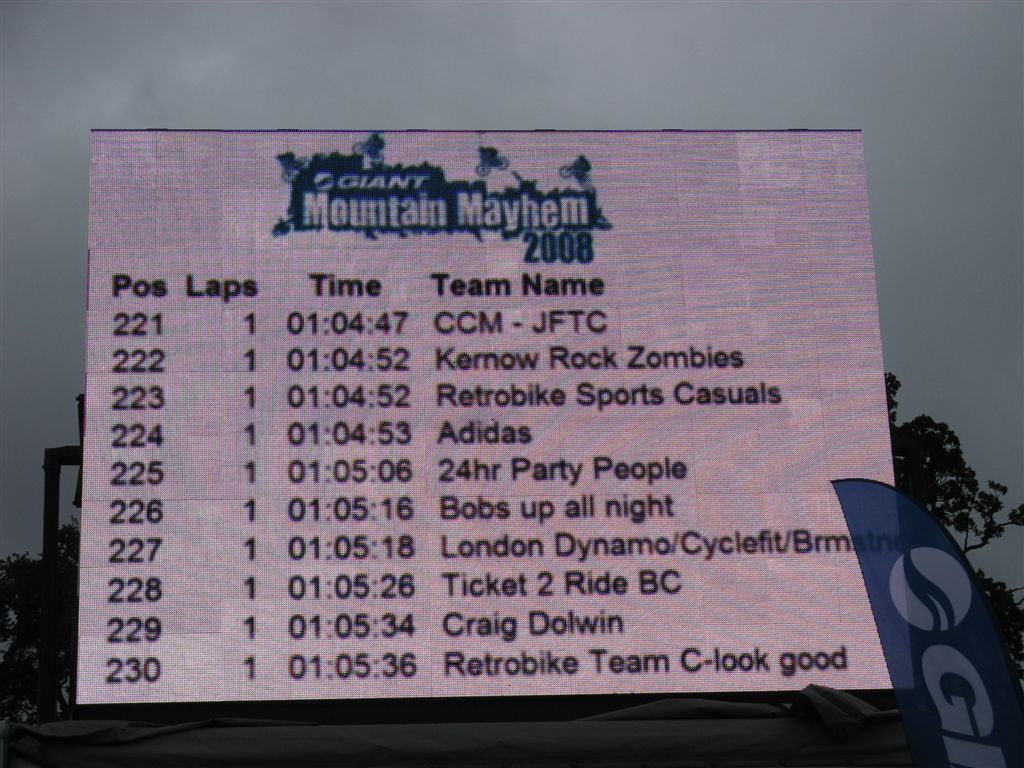 GIANT
Mountain Mayhem
2008
Pos Laps Time Team Name
221 1 01:04:47 CCM - JFTC
222 1 01:04:52 Kernow Rock Zombies
223 1 01:04:52 Retrobike Sports Casuals
224 1 01:04:53 Adidas
225 1 01:05:06 24hr Party People
226 1 01:05:16 Bobs up all night
227 1 01:05:18 London Dynamo/Cyclefit/Brmstne
228 1 01:05:26 Ticket 2 Ride BC
229 1 01:05:34 Craig Dolwin
230 1 01:05:36 Retrobike Team C-look good
GI